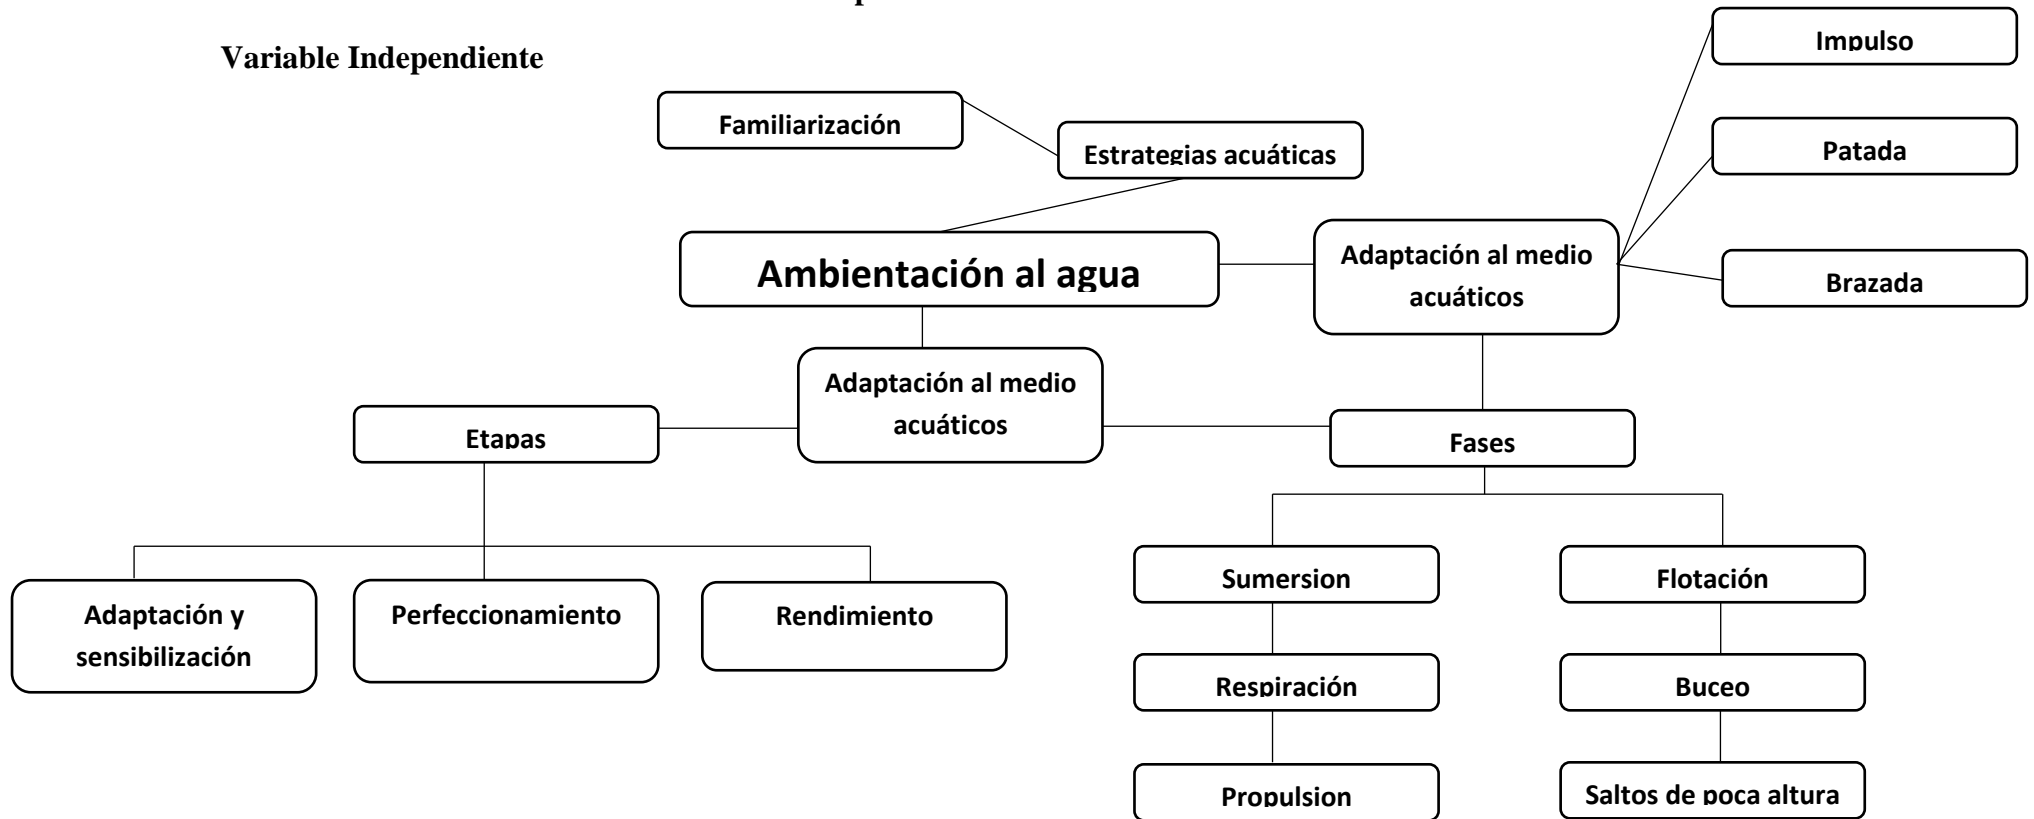 Variable Independiente
Impulso
Familiarización
Estrategias acuáticas
Patada
Ambientación al agua
Adaptación al medio
acuáticos
Brazada
Adaptación al medio
acuáticos
Etapas
Fases
Sumersion
Flotación
Adaptación y
sensibilización
Perfeccionamiento
Rendimiento
Respiración
Buceo
Propulsion
Saltos de poca altura